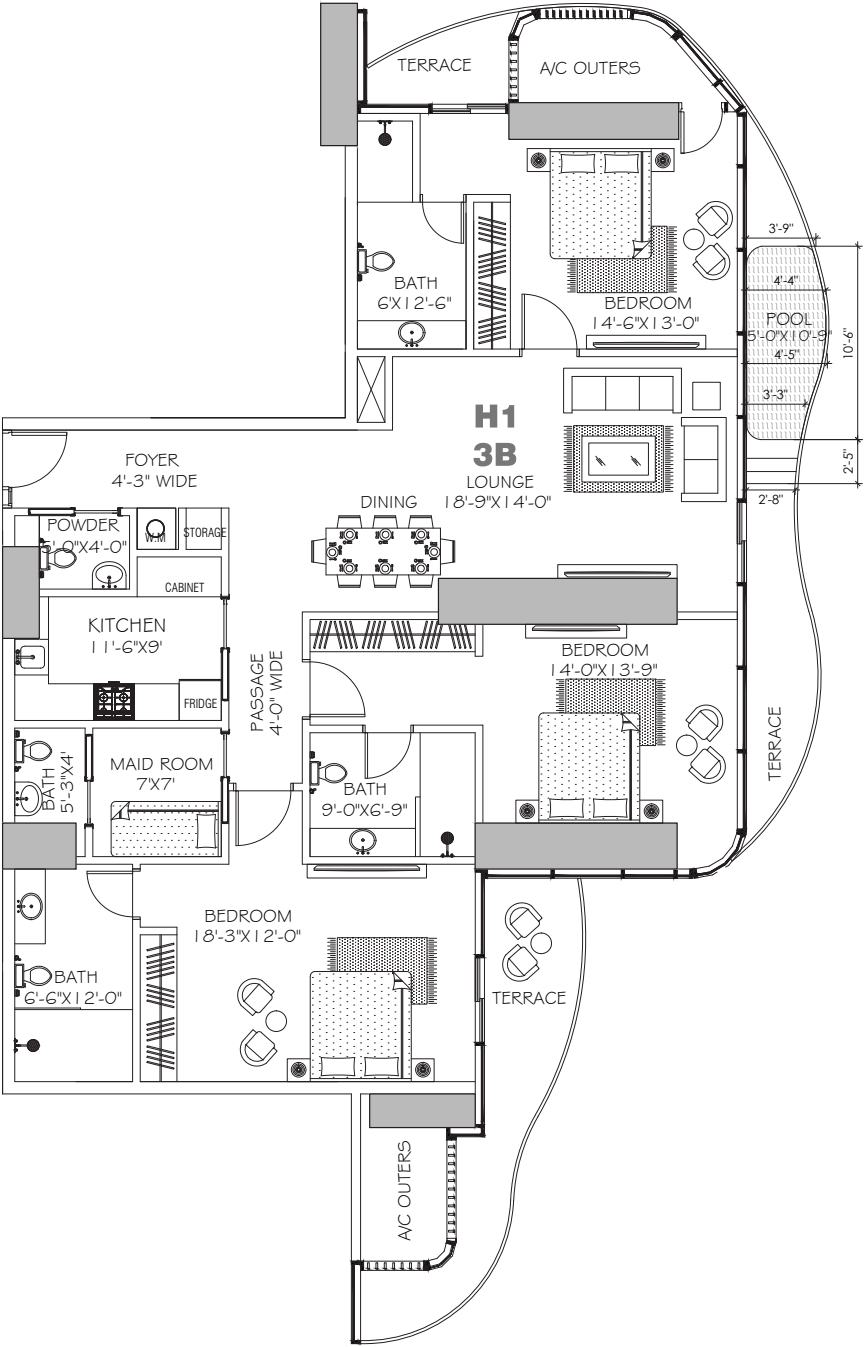 TERRACE
A/C OUTERS
BATH
6'X12'-6"
BEDROOM
14'-6"X13'-0"
3'-9"
4'-4"
POOL
5'-0"X10'-9"
4'-5"
3'-3"
10'-6"
2'-5"
2'-8"
H1
3B
LOUNGE
18'-9"X14'-0"
FOYER
4'-3" WIDE
DINING
POWDER
'-0"X4'-0"
W.M
STORAGE
CABINET
KITCHEN
11'-6"X9'
FRIDGE
PASSAGE
4'-0" WIDE
BEDROOM
14'-0"X13'-9"
TERRACE
BATH
5'-3"X4'
MAID ROOM
7'X7'
BATH
9'-0"X6'-9"
BEDROOM
18'-3"X12'-0"
BATH
6'-6"X12'-0"
TERRACE
A/C OUTERS